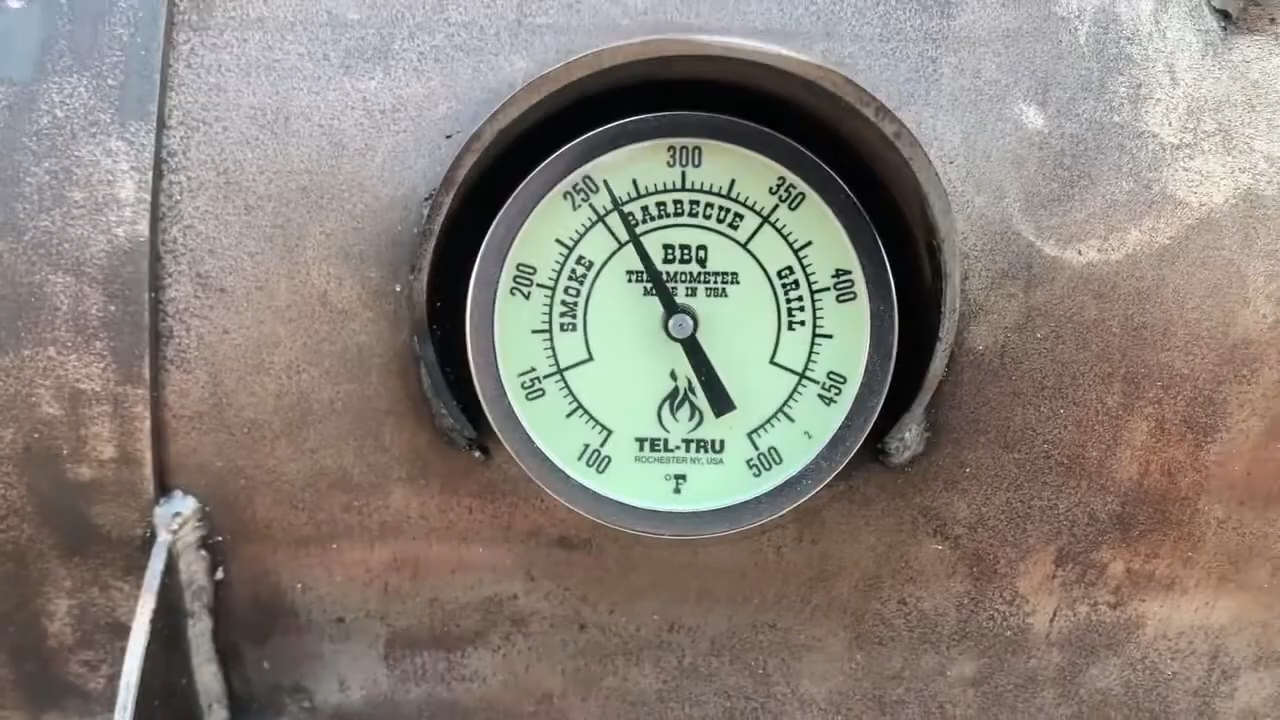 300
250
350
BARBECUE
200
SMOKE
BBQ
THERMOMETER
MADE IN USA
GRILL
400
150
450
100
TEL-TRU
ROCHESTER NY, USA
500
2
°F